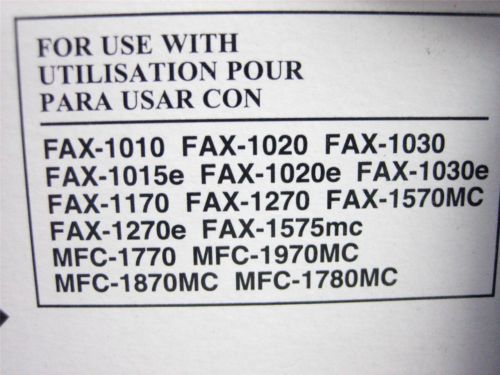 FOR USE WITH
UTILISATION POUR
PARA USAR CON
FAX-1010 FAX-1020 FAX-1030
FAX-1015e FAX-1020e FAX-1030e
FAX-1170 FAX-1270 FAX-1570MC
FAX-1270e FAX-1575mc
MFC-1770 MFC-1970MC
MFC-1870MC MFC-1780MC